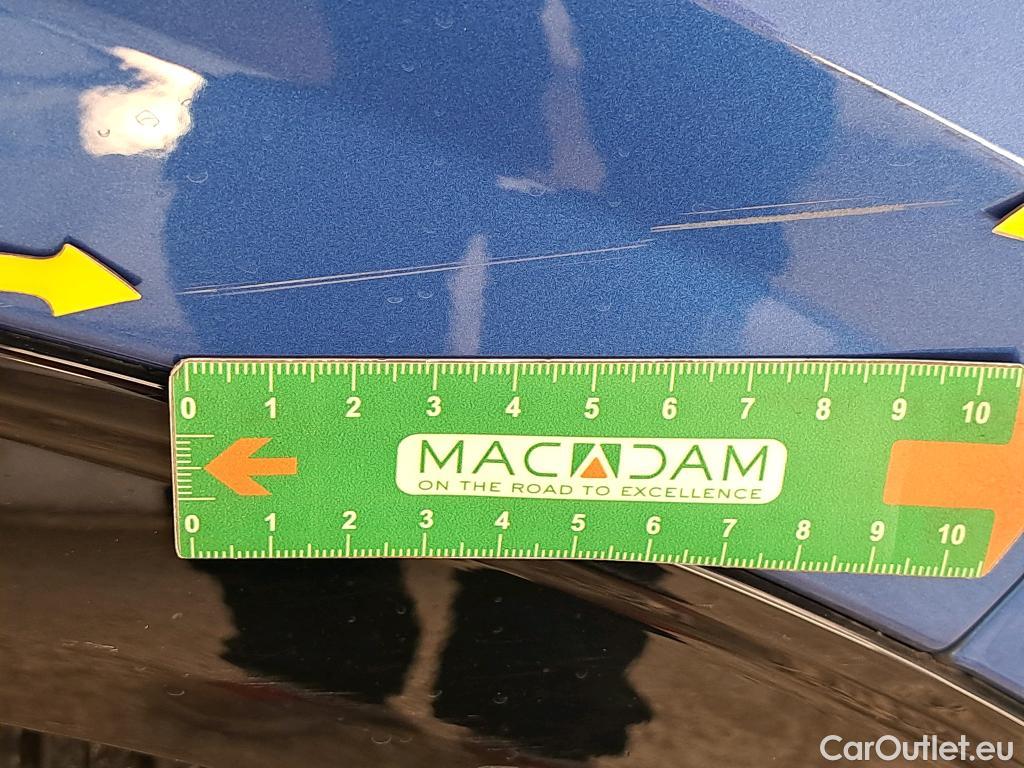 0 1 2 3 4 5 6 7 8 9 10
MACADAM
ON THE ROAD TO EXCELLENCE
0 1 2 3 4 5 6 7 8 9 10
CarOutlet.eu